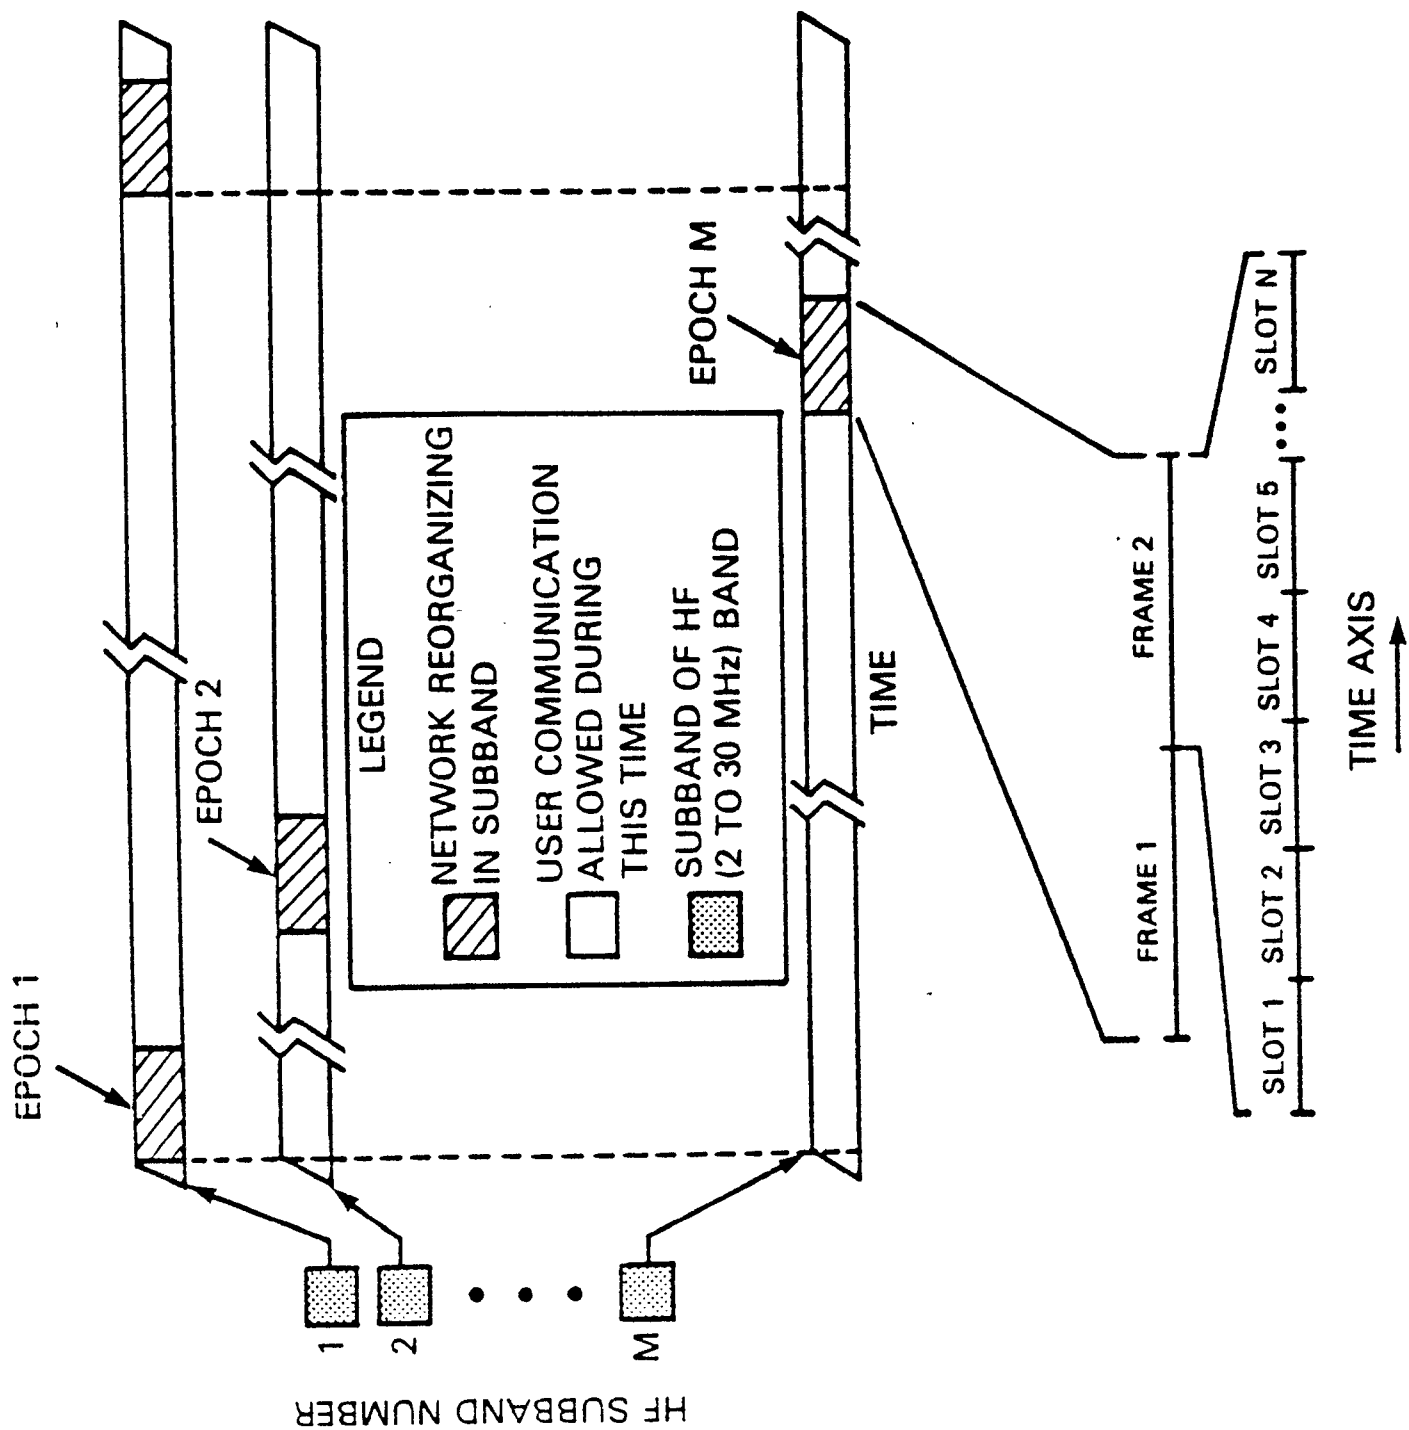 HF SUBBAND NUMBER
1
2
M
EPOCH 1
EPOCH 2
EPOCH M
LEGEND
NETWORK REORGANIZING
IN SUBBAND
USER COMMUNICATION
ALLOWED DURING
THIS TIME
SUBBAND OF HF
(2 TO 30 MHz) BAND
TIME
FRAME 1
FRAME 2
SLOT 1
SLOT 2
SLOT 3
SLOT 4
SLOT 5
SLOT N
TIME AXIS